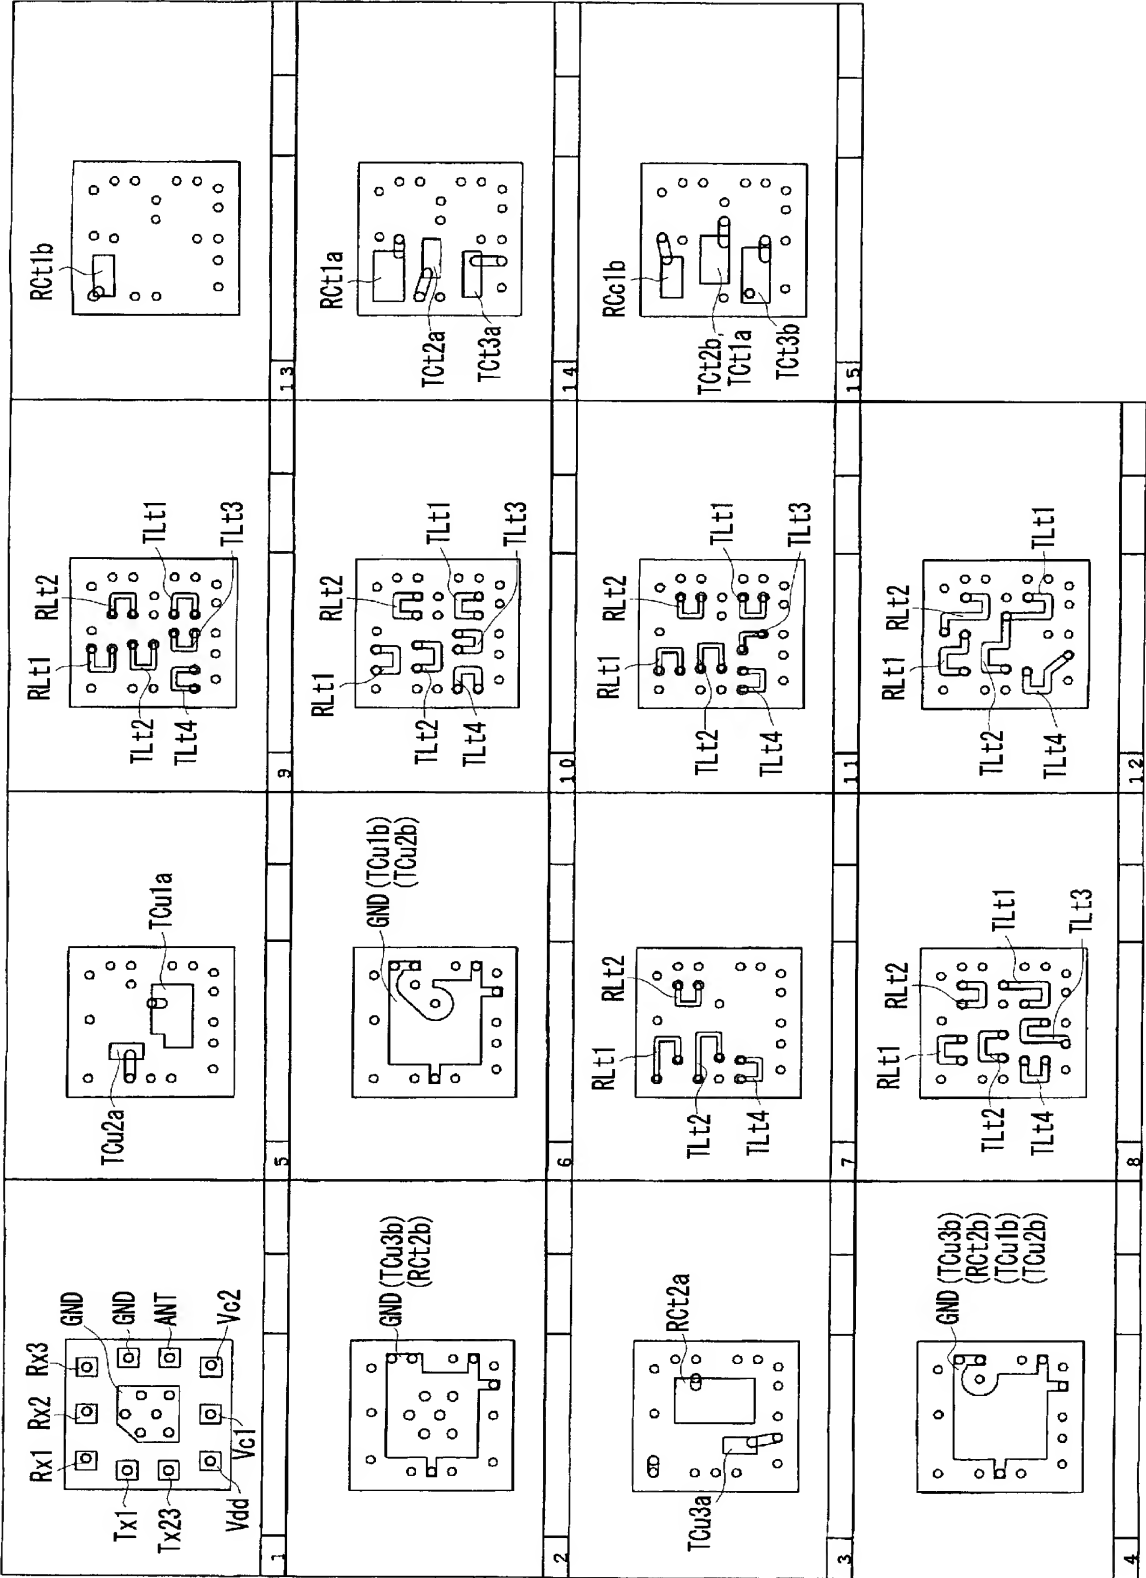 Rx1 Rx2 Rx3
GND
GND
ANT
Tx1
Tx23
Vdd
Vc1
Vc2
1
GND (TCu3b)
(RCt2b)
2
RCt2a
TCu3a
3
GND (TCu3b)
(RCt2b)
(TCu1b)
(TCu2b)
4
TCu1a
TCu2a
5
GND (TCu1b)
(TCu2b)
6
RLt1
RLt2
TLt2
TLt4
7
RLt1
RLt2
TLt1
TLt3
TLt2
TLt4
8
RLt1
RLt2
TLt1
TLt3
TLt2
TLt4
9
RLt1
RLt2
TLt1
TLt3
TLt2
TLt4
10
RLt1
RLt2
TLt1
TLt3
TLt2
TLt4
11
RLt1
RLt2
TLt1
TLt2
TLt4
12
RCt1b
13
RCt1a
TCt2a
TCt3a
14
RCc1b
TCt2b,
TCt1a
TCt3b
15